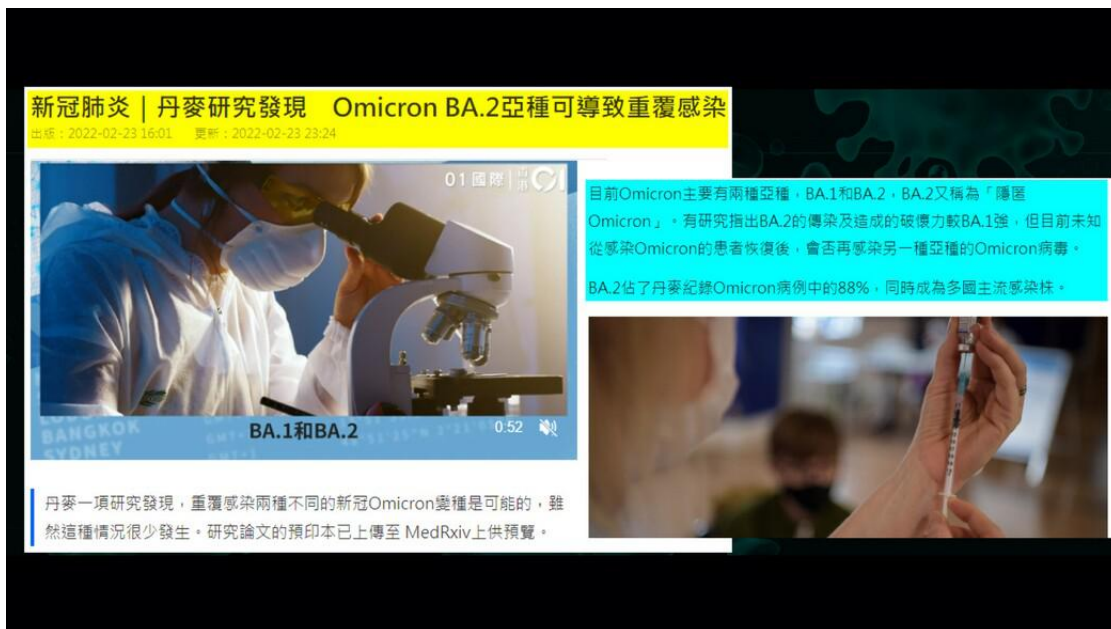 新冠肺炎｜丹麥研究發現　Omicron BA.2亞種可導致重覆感染
出版：2022-02-23 16:01　更新：2022-02-23 23:24
01國際 香港01
BA.1和BA.2
0:52
BANGKOK
SYDNEY
丹麥一項研究發現，重覆感染兩種不同的新冠Omicron變種是可能的，雖
然這種情況很少發生。研究論文的預印本已上傳至 MedRxiv上供預覽。
目前Omicron主要有兩種亞種，BA.1和BA.2，BA.2又稱為「隱匿
Omicron」。有研究指出BA.2的傳染及造成的破懷力較BA.1強，但目前未知
從感染Omicron的患者恢復後，會否再感染另一種亞種的Omicron病毒。
BA.2佔了丹麥紀錄Omicron病例中的88%，同時成為多國主流感染株。